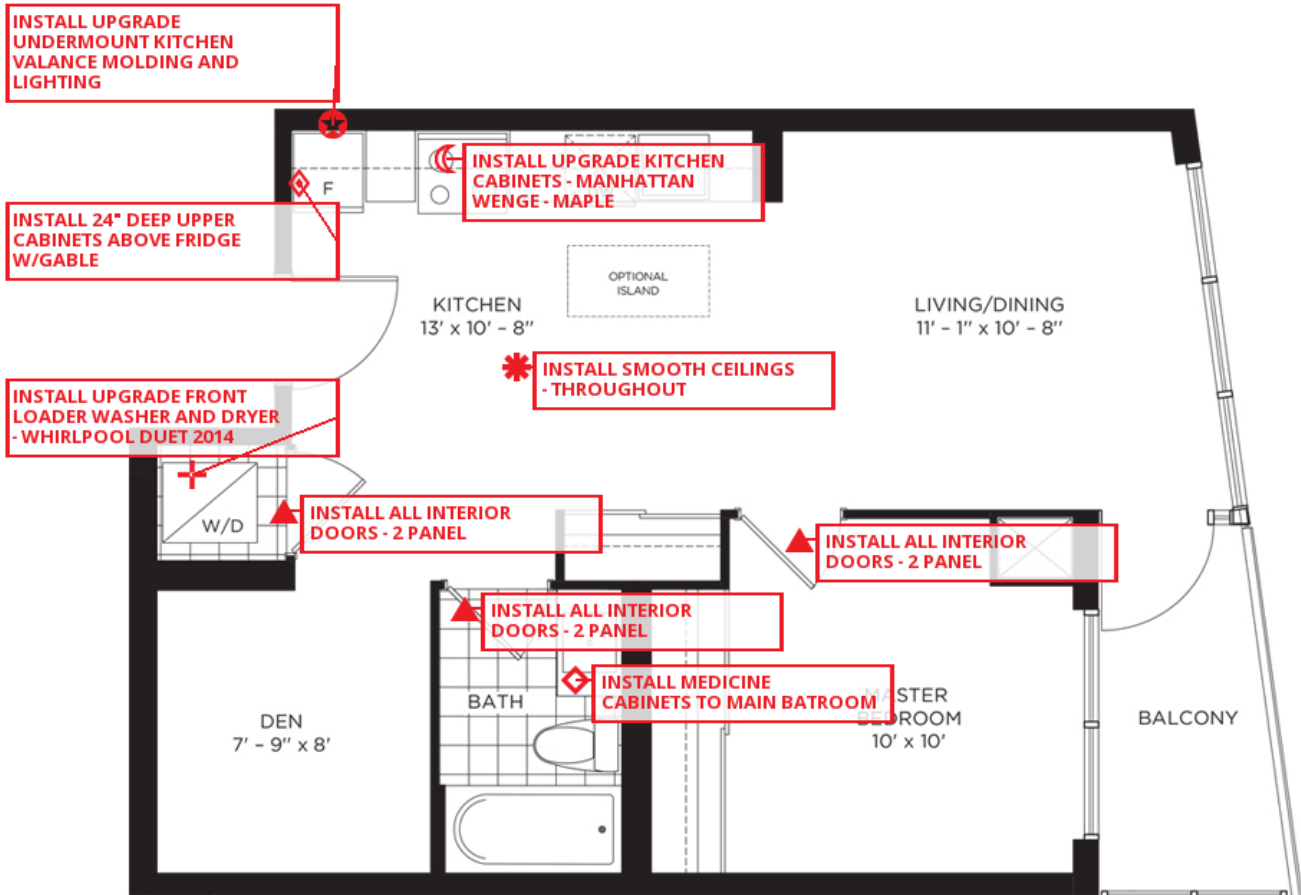 INSTALL UPGRADE
UNDERMOUNT KITCHEN
VALANCE MOLDING AND
LIGHTING
INSTALL UPGRADE KITCHEN
CABINETS - MANHATTAN
WENGE - MAPLE
F
INSTALL 24" DEEP UPPER
CABINETS ABOVE FRIDGE
W/GABLE
OPTIONAL
ISLAND
KITCHEN
13' x 10' – 8"
LIVING/DINING
11' – 1" x 10' – 8"
INSTALL SMOOTH CEILINGS
- THROUGHOUT
INSTALL UPGRADE FRONT
LOADER WASHER AND DRYER
- WHIRLPOOL DUET 2014
W/D
INSTALL ALL INTERIOR
DOORS - 2 PANEL
INSTALL ALL INTERIOR
DOORS - 2 PANEL
INSTALL ALL INTERIOR
DOORS - 2 PANEL
INSTALL MEDICINE
CABINETS TO MAIN BATROOM
BATH
MASTER
BEDROOM
10' x 10'
DEN
7' – 9" x 8'
BALCONY